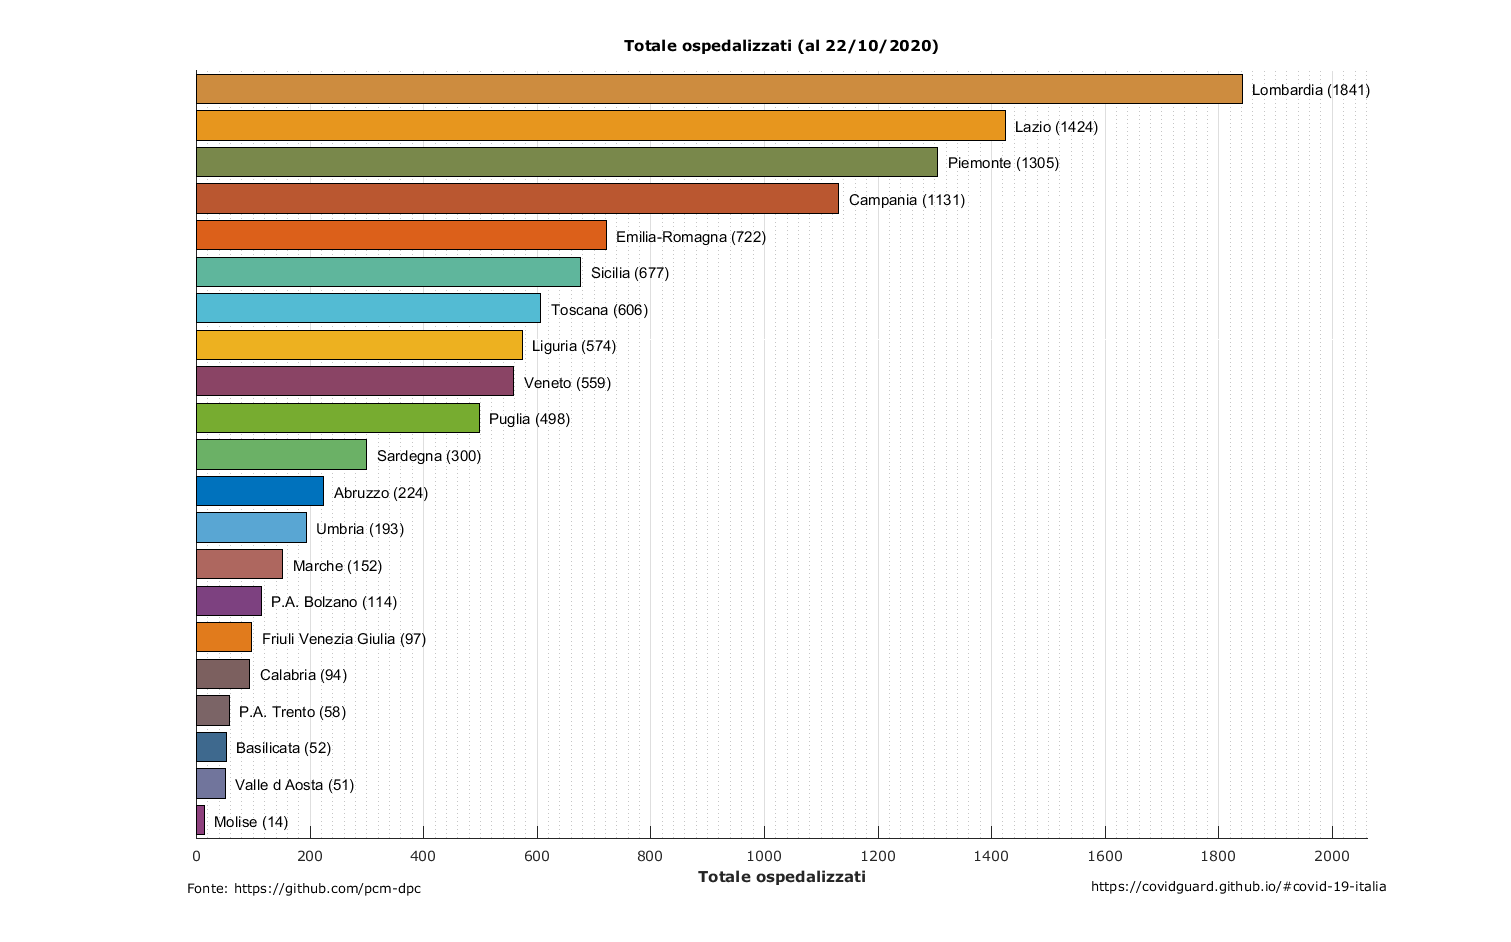 Totale ospedalizzati (al 22/10/2020)
Lombardia (1841)
Lazio (1424)
Piemonte (1305)
Campania (1131)
Emilia-Romagna (722)
Sicilia (677)
Toscana (606)
Liguria (574)
Veneto (559)
Puglia (498)
Sardegna (300)
Abruzzo (224)
Umbria (193)
Marche (152)
P.A. Bolzano (114)
Friuli Venezia Giulia (97)
Calabria (94)
P.A. Trento (58)
Basilicata (52)
Valle d Aosta (51)
Molise (14)
0 200 400 600 800 1000 1200 1400 1600 1800 2000
Totale ospedalizzati
Fonte: https://github.com/pcm-dpc
https://covidguard.github.io/#covid-19-italia